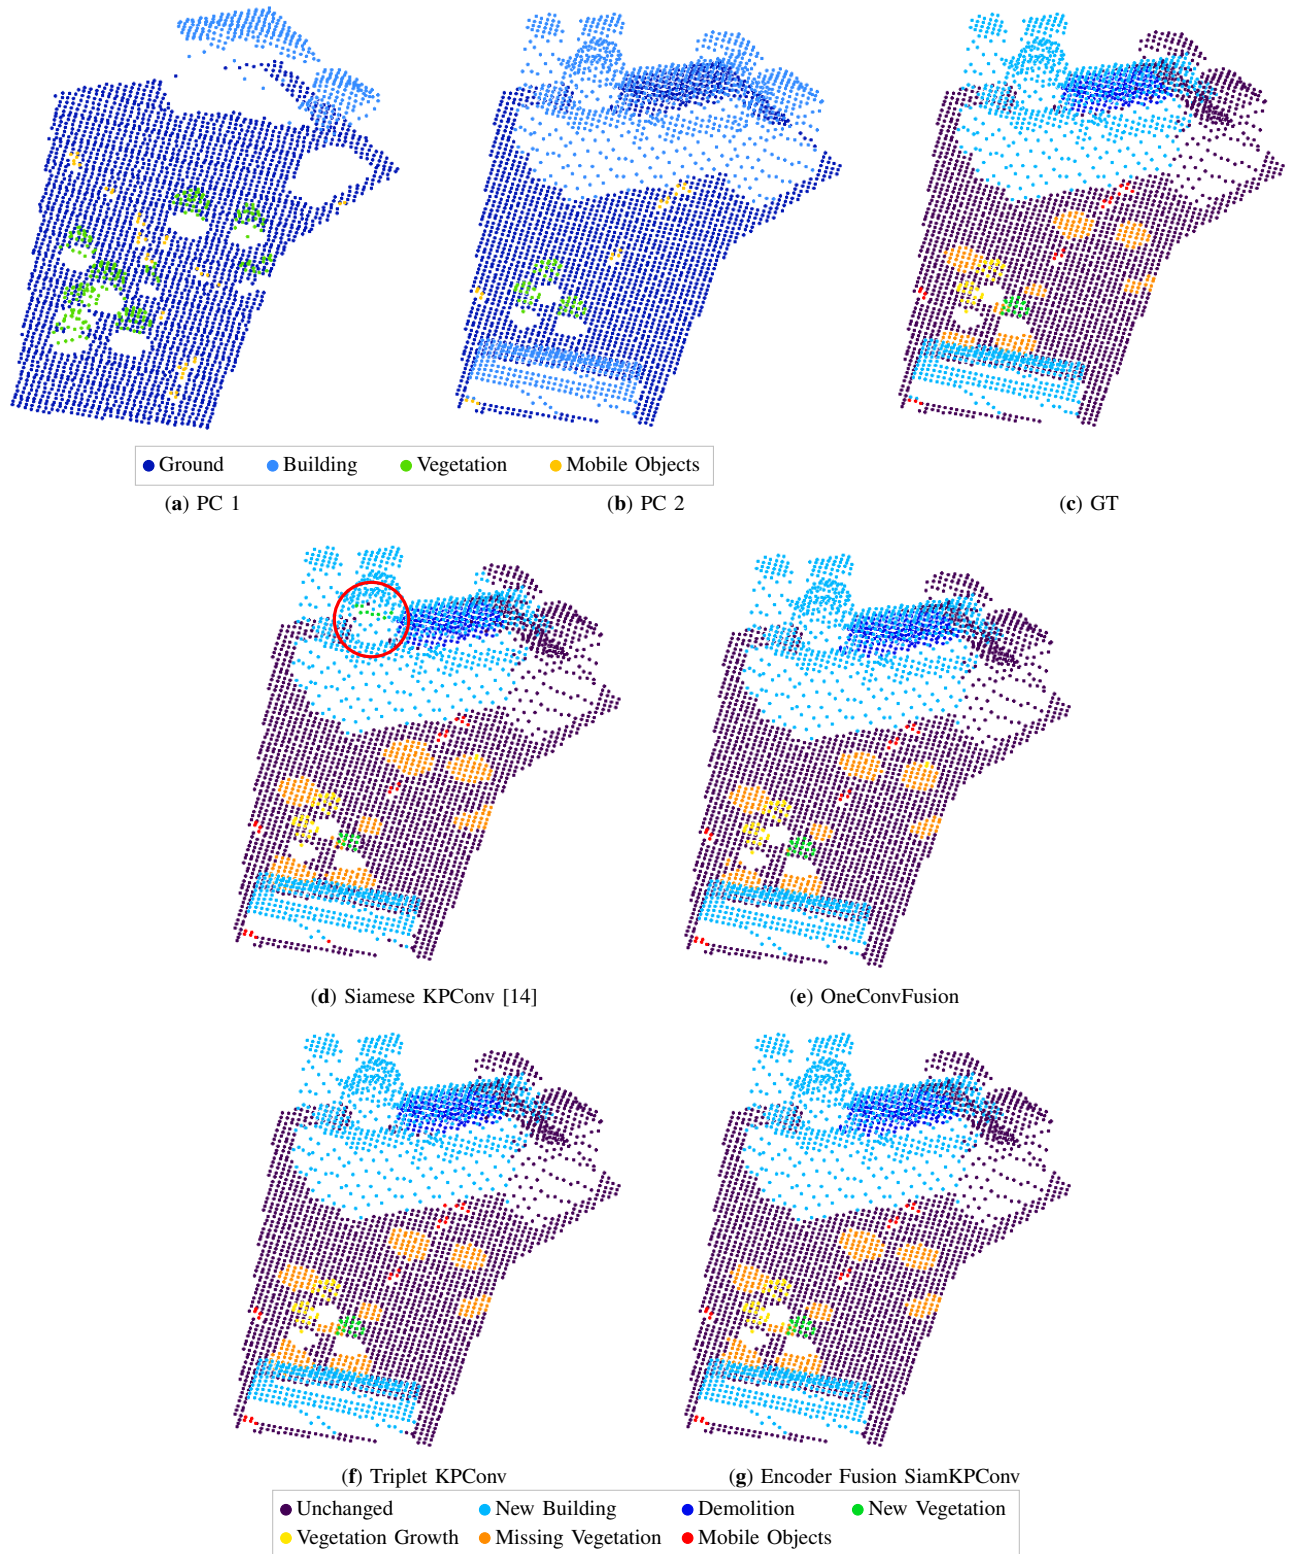 Ground Building Vegetation Mobile Objects
(a) PC 1 (b) PC 2 (c) GT
(d) Siamese KPConv [14] (e) OneConvFusion
(f) Triplet KPConv (g) Encoder Fusion SiamKPConv
Unchanged New Building Demolition New Vegetation
Vegetation Growth Missing Vegetation Mobile Objects